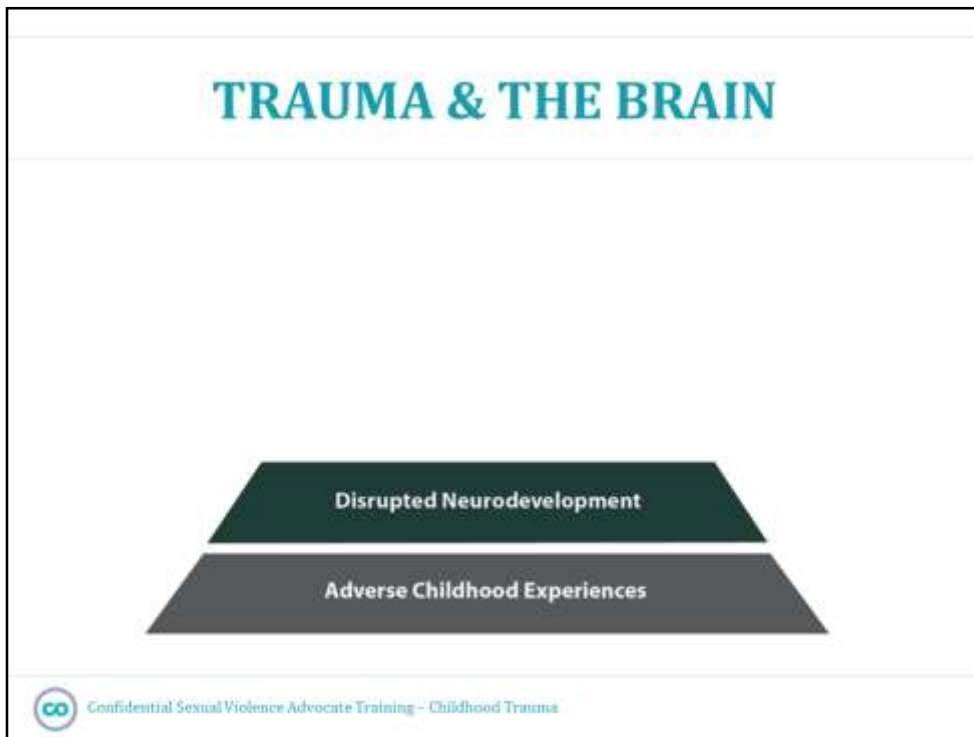 TRAUMA & THE BRAIN
Disrupted Neurodevelopment
Adverse Childhood Experiences
CO Confidential Sexual Violence Advocate Training – Childhood Trauma